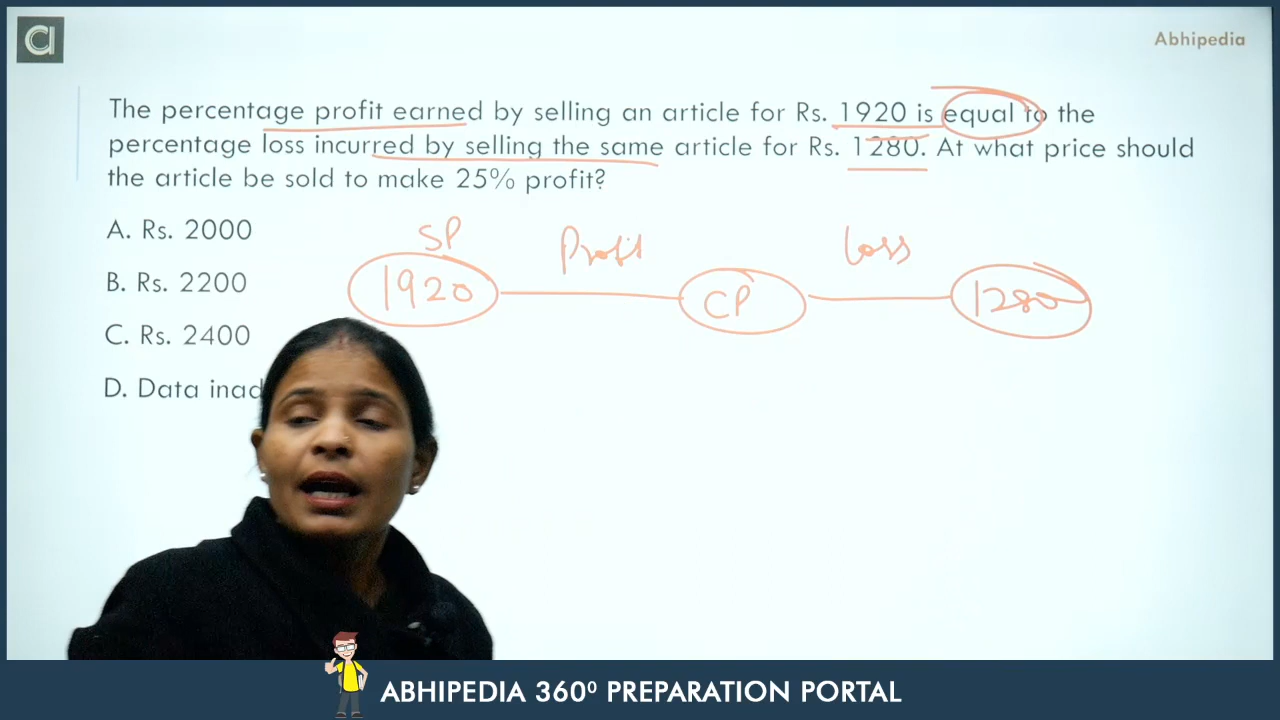 Abhipedia
The percentage profit earned by selling an article for Rs. 1920 is equal to the
percentage loss incurred by selling the same article for Rs. 1280. At what price should
the article be sold to make 25% profit?
A. Rs. 2000
B. Rs. 2200
C. Rs. 2400
D. Data inad
SP Profit Loss
1920 CP 1280
ABHIPEDIA 360⁰ PREPARATION PORTAL